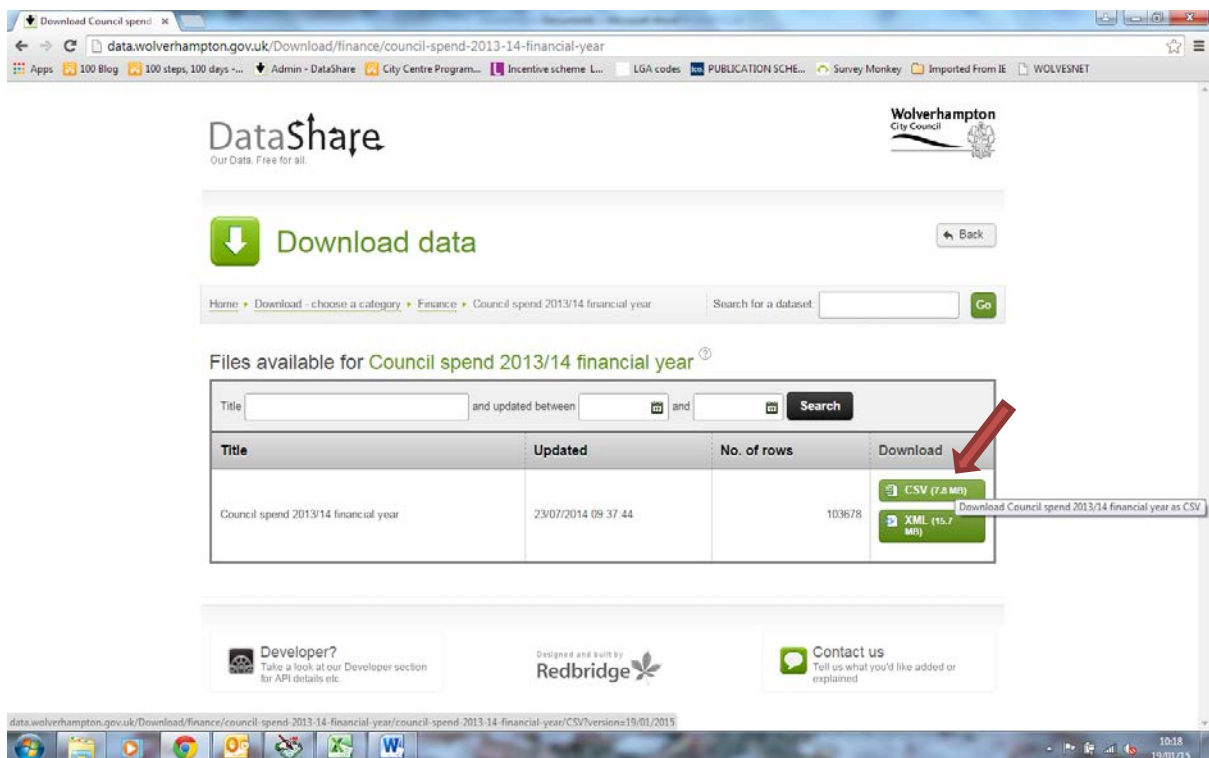 Download Council spend
data.wolverhampton.gov.uk/Download/finance/council-spend-2013-14-financial-year
Apps 100 Blog 100 steps, 100 days -... Admin - DataShare City Centre Program... Incentive scheme L... LGA codes ico. PUBLICATION SCHE... Survey Monkey Imported From IE WOLVESNET
DataShare
Our Data. Free for all.
Wolverhampton
City Council
Download data
Back
Home Download - choose a category Finance Council spend 2013/14 financial year Search for a dataset: Go
Files available for Council spend 2013/14 financial year ?
Title and updated between and Search
Title Updated No. of rows Download
Council spend 2013/14 financial year 23/07/2014 09:37:44 103678
CSV (7.8 MB)
Download Council spend 2013/14 financial year as CSV
XML (15.7
MB)
Developer?
Take a look at our Developer section
for API details etc.
Designed and built by
Redbridge
Contact us
Tell us what you'd like added or
explained
data.wolverhampton.gov.uk/Download/finance/council-spend-2013-14-financial-year/council-spend-2013-14-financial-year/CSV?version=19/01/2015
10:18
19/01/15